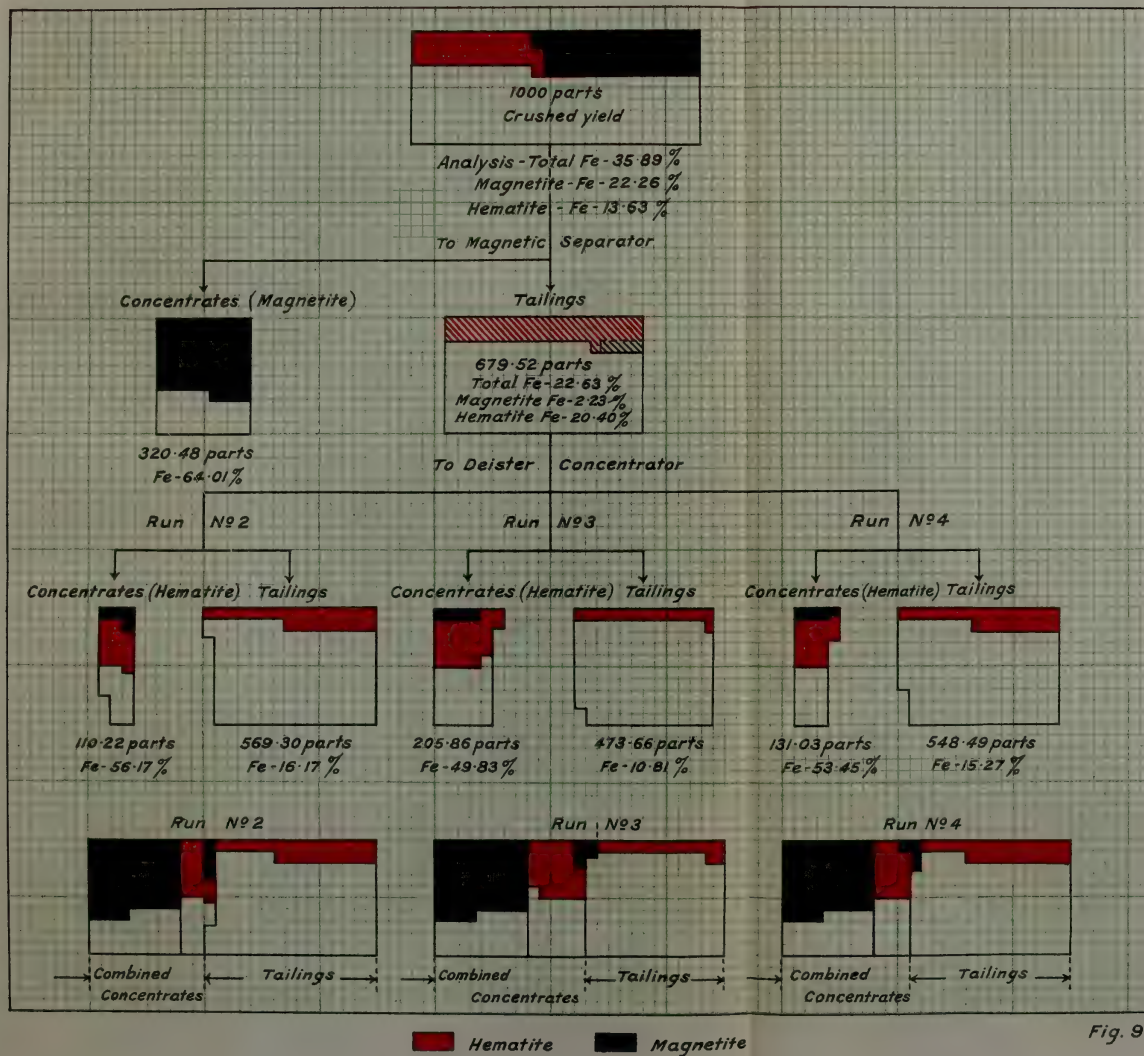 1000 parts
Crushed yield
Analysis - Total Fe - 35·89 %
Magnetite - Fe - 22·26 %
Hematite - Fe - 13·63 %
To Magnetic Separator
Concentrates (Magnetite)
Tailings
679·52 parts
Total Fe - 22·63 %
Magnetite Fe - 2·23 %
Hematite Fe - 20·40 %
320·48 parts
Fe - 64·01 %
To Deister Concentrator
Run Nº 2
Run Nº 3
Run Nº 4
Concentrates (Hematite) Tailings
Concentrates (Hematite) Tailings
Concentrates (Hematite) Tailings
110·22 parts
Fe - 56·17 %
569·30 parts
Fe - 16·17 %
205·86 parts
Fe - 49·83 %
473·66 parts
Fe - 10·81 %
131·03 parts
Fe - 53·45 %
548·49 parts
Fe - 15·27 %
Run Nº 2
Run Nº 3
Run Nº 4
Combined
Concentrates
Tailings
Combined
Concentrates
Tailings
Combined
Concentrates
Tailings
Hematite
Magnetite
Fig. 9